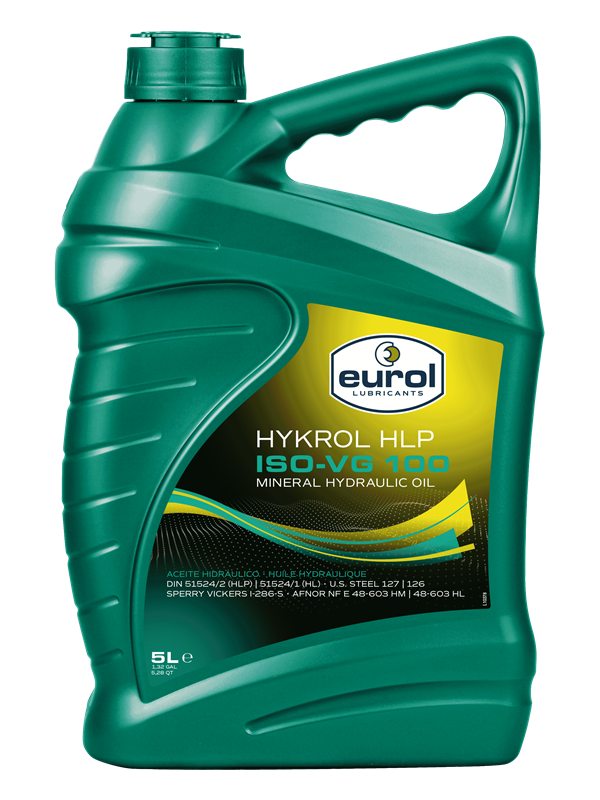 eurol
LUBRICANTS
HYKROL HLP
ISO-VG 100
MINERAL HYDRAULIC OIL
ACEITE HIDRÁULICO · HUILE HYDRAULIQUE
DIN 51524/2 (HLP) | 51524/1 (HL) · U.S. STEEL 127 | 126
SPERRY VICKERS I-286-S · AFNOR NF E 48-603 HM | 48-603 HL
5L e
1,32 GAL
5,28 QT